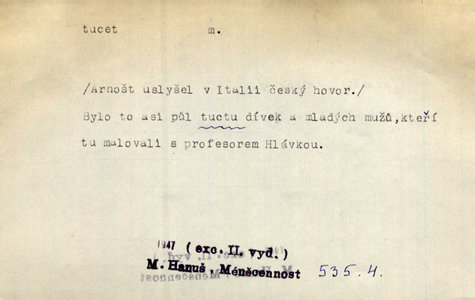 tucet m.
/Arnošt uslyšel v Italii český hovor./
Bylo to asi půl tuctu dívek a mladých mužů,kteří
tu malovali s profesorem Hlávkou.
1947 (exc. II. vyd.)
M. Hanuš, Méněcennost 535.4.